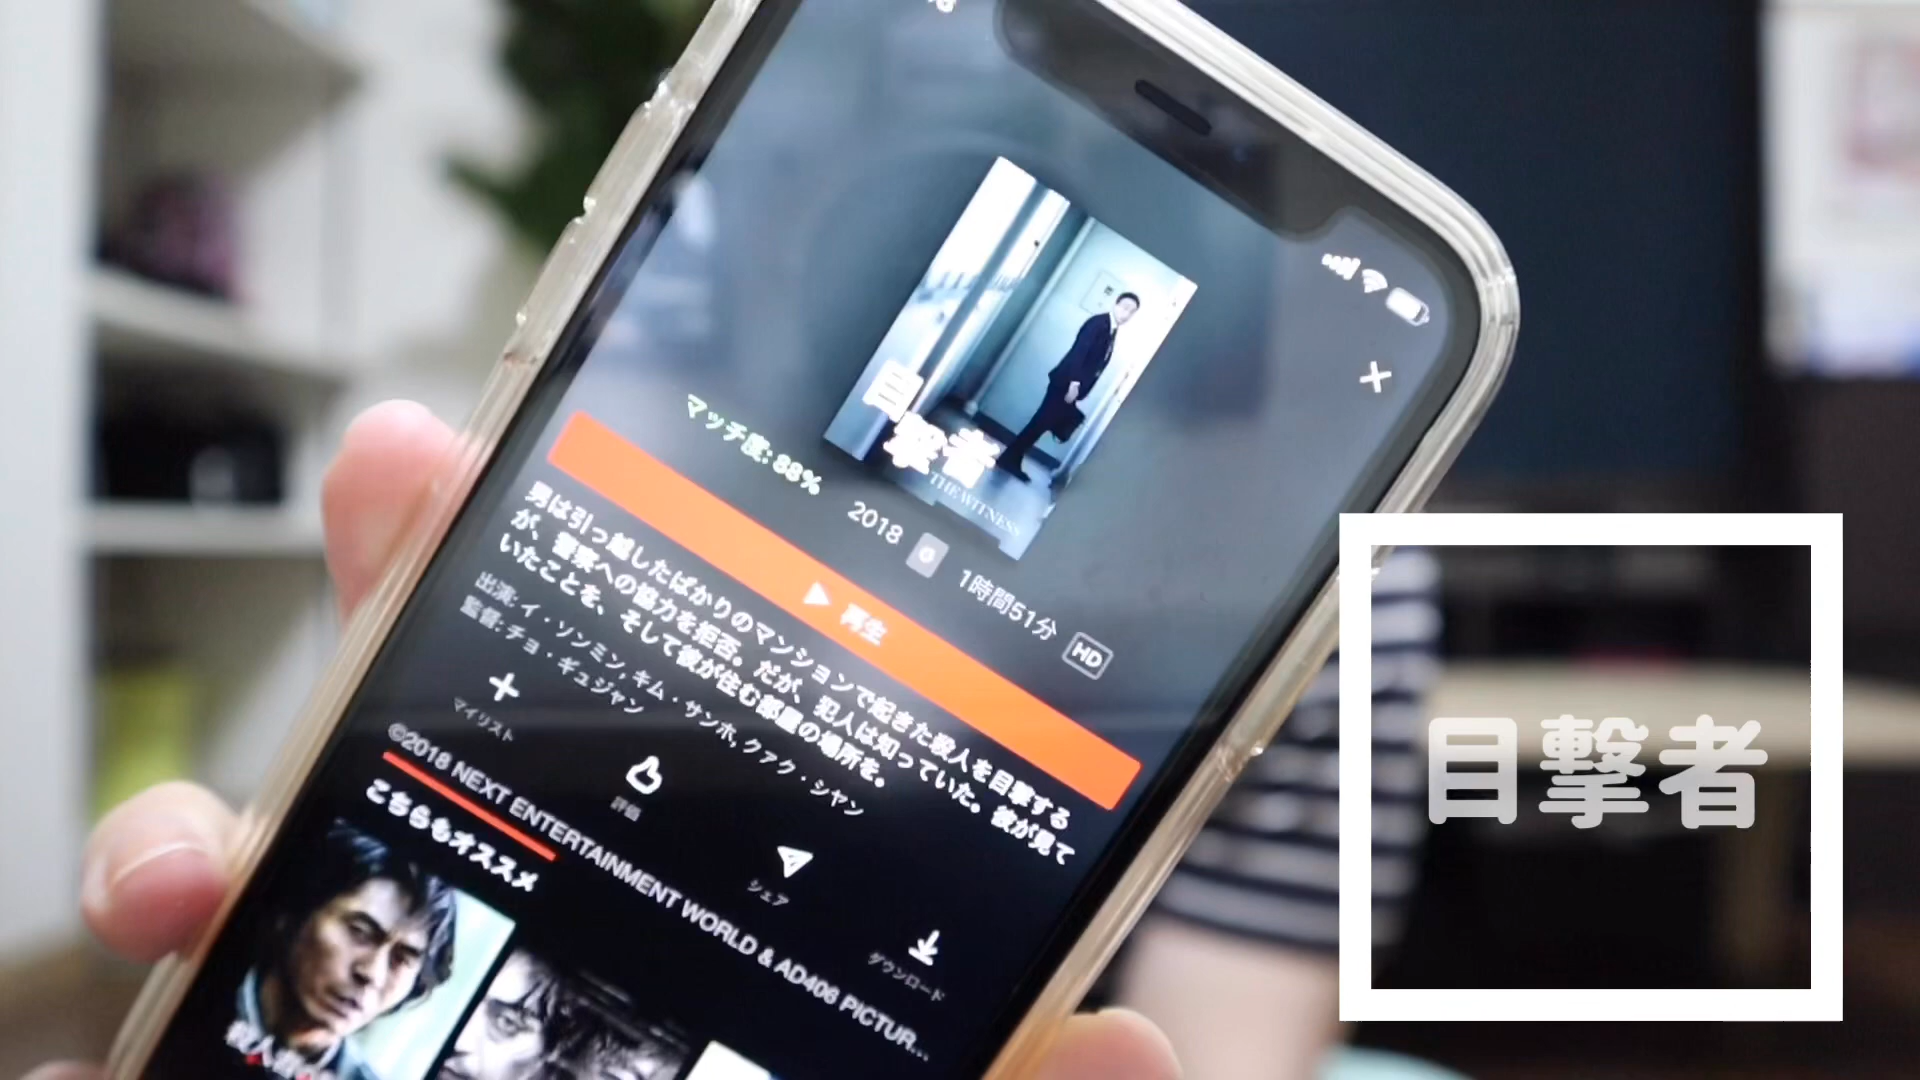 目
撃者
THE WITNESS
マッチ度: 88%
2018
1時間51分
HD
再生
男は引っ越したばかりのマンションで起きた殺人を目撃する
が、警察への協力を拒否。だが、犯人は知っていた。彼が見て
いたことを、そして彼が住む部屋の場所を。
出演: イ・ソンミン, キム・サンホ, クァク・シヤン
監督: チョ・ギュジャン
マイリスト
評価
シェア
ダウンロード
©2018 NEXT ENTERTAINMENT WORLD & AD406 PICTUR...
こちらもオススメ
目撃者